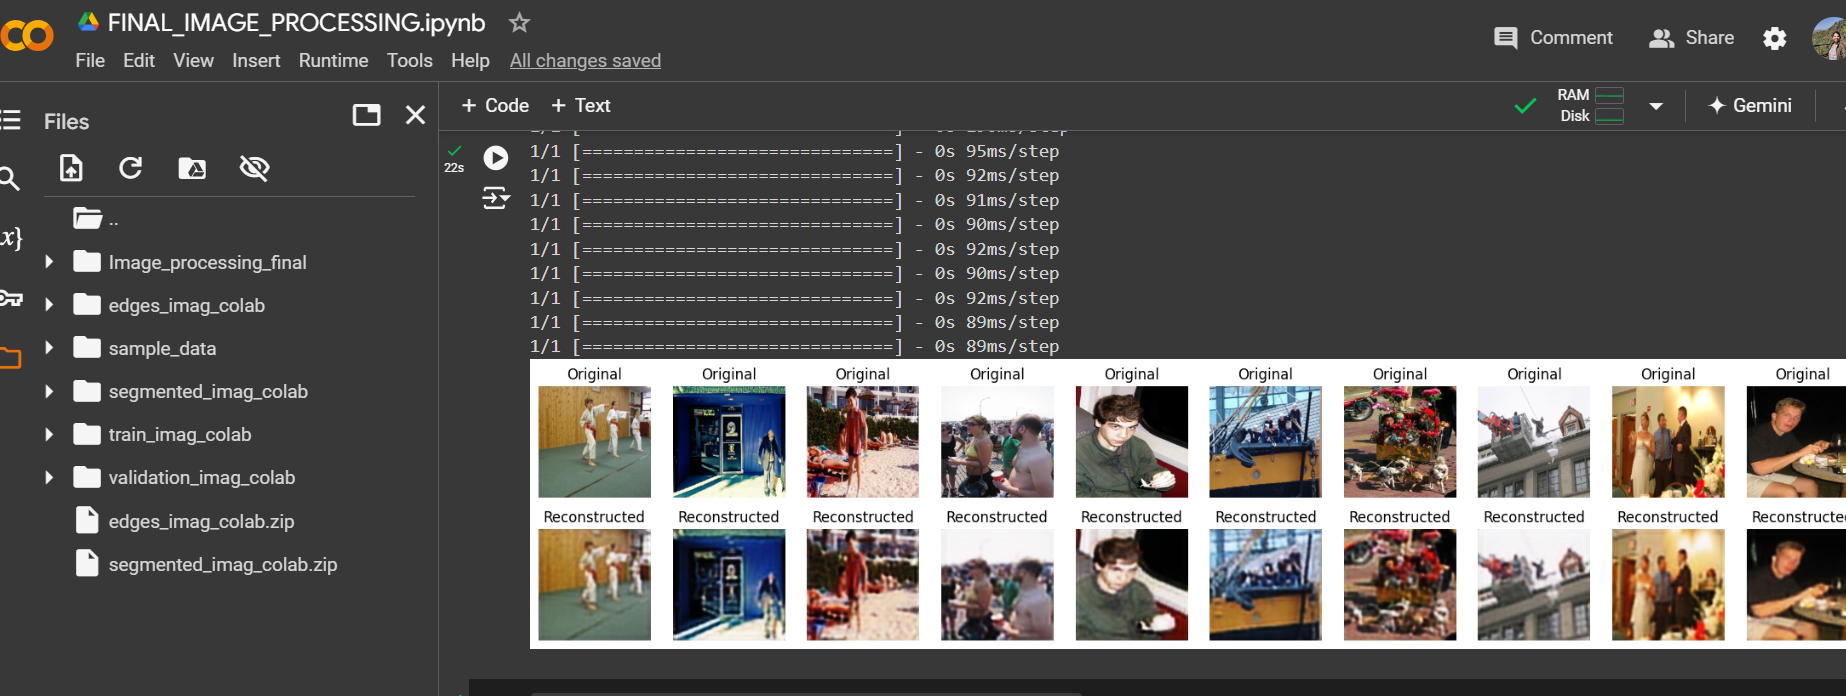 FINAL_IMAGE_PROCESSING.ipynb
File Edit View Insert Runtime Tools Help All changes saved
Comment Share
Files
+ Code + Text
RAM
Disk
Gemini
..
Image_processing_final
edges_imag_colab
sample_data
segmented_imag_colab
train_imag_colab
validation_imag_colab
edges_imag_colab.zip
segmented_imag_colab.zip
{x}
22s
1/1 [==============================] - 0s 95ms/step
1/1 [==============================] - 0s 92ms/step
1/1 [==============================] - 0s 91ms/step
1/1 [==============================] - 0s 90ms/step
1/1 [==============================] - 0s 92ms/step
1/1 [==============================] - 0s 90ms/step
1/1 [==============================] - 0s 92ms/step
1/1 [==============================] - 0s 89ms/step
1/1 [==============================] - 0s 89ms/step
Original Original Original Original Original Original Original Original Original Original
Reconstructed Reconstructed Reconstructed Reconstructed Reconstructed Reconstructed Reconstructed Reconstructed Reconstructed Reconstructe